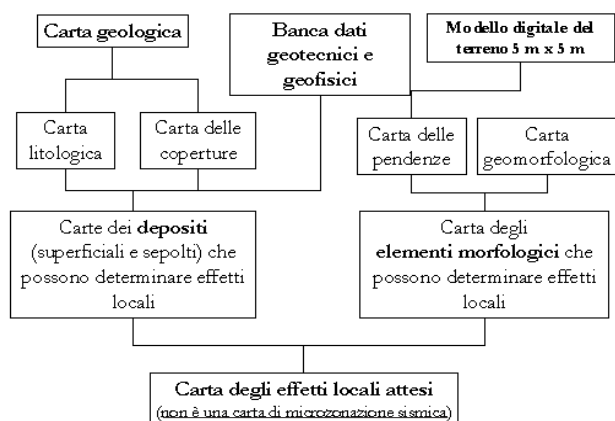 Carta geologica
Banca dati
geotecnici e
geofisici
Modello digitale del
terreno 5 m x 5 m
Carta
litologica
Carta delle
coperture
Carta delle
pendenze
Carta
geomorfologica
Carte dei depositi
(superficiali e sepolti) che
possono determinare effetti
locali
Carta degli
elementi morfologici che
possono determinare effetti
locali
Carta degli effetti locali attesi
(non è una carta di microzonazione sismica)